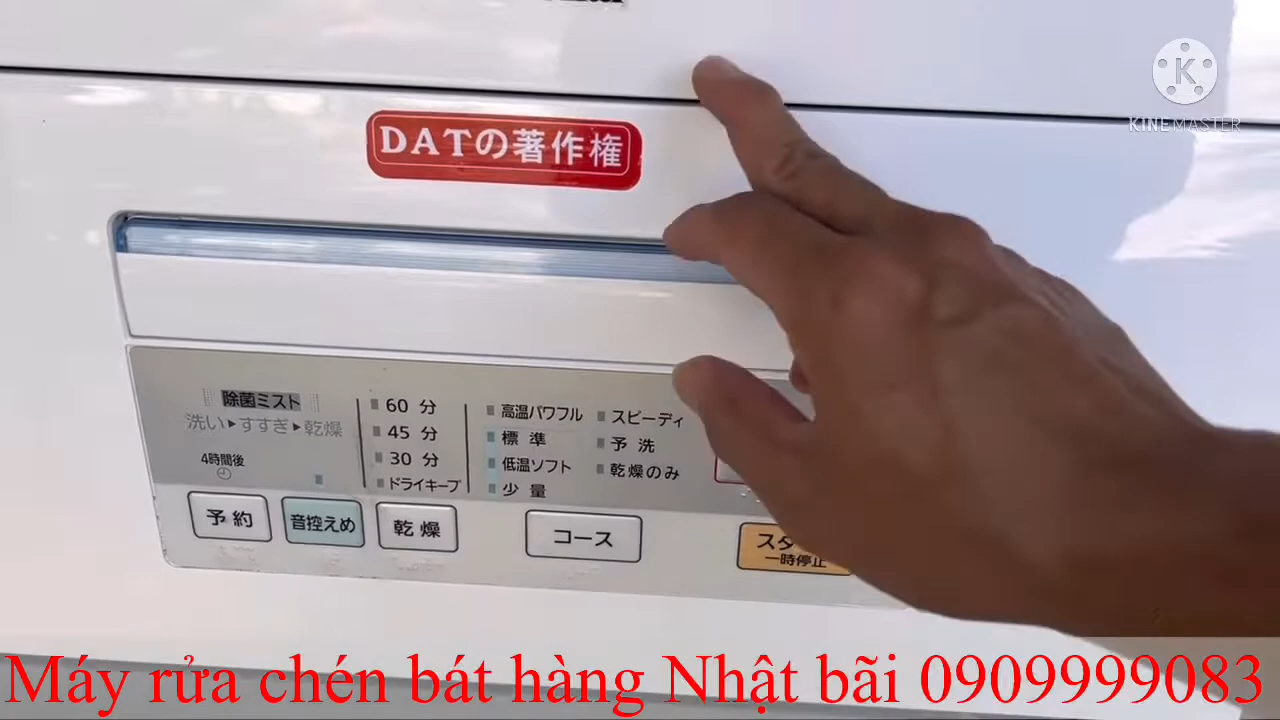 KINEMASTER
DATの著作権
除菌ミスト
洗い▸すすぎ▸乾燥
4時間後
60 分
45 分
30 分
ドライキープ
高温パワフル
標準
低温ソフト
少量
スピーディ
予洗
乾燥のみ
予約
音控えめ
乾燥
コース
スタ
一時停止
Máy rửa chén bát hàng Nhật bãi 0909999083